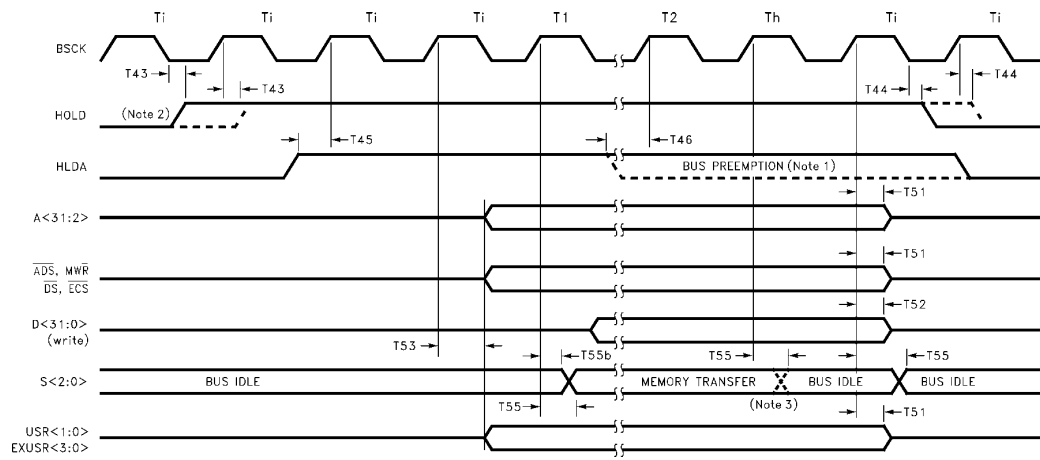 Ti Ti Ti Ti T1 T2 Th Ti Ti
BSCK
T43 T43 T44 T44
HOLD (Note 2)
T45 T46
HLDA BUS PREEMPTION (Note 1)
T51
A<31:2>
T51
ADS, MWR
DS, ECS
T52
D<31:0>
(write)
T53 T55b T55 T55
S<2:0> BUS IDLE MEMORY TRANSFER BUS IDLE BUS IDLE
(Note 3)
T55 T51
USR<1:0>
EXUSR<3:0>